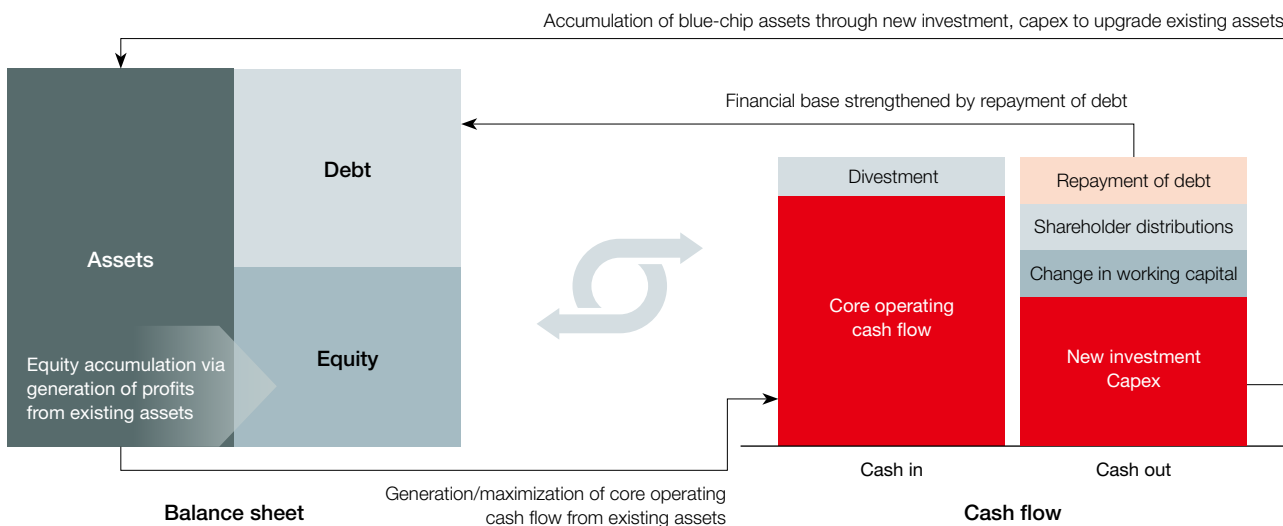 Accumulation of blue-chip assets through new investment, capex to upgrade existing assets
Financial base strengthened by repayment of debt
Assets
Debt
Equity
Equity accumulation via
generation of profits
from existing assets
Divestment
Core operating
cash flow
Repayment of debt
Shareholder distributions
Change in working capital
New investment
Capex
Cash in
Cash out
Generation/maximization of core operating
cash flow from existing assets
Balance sheet
Cash flow